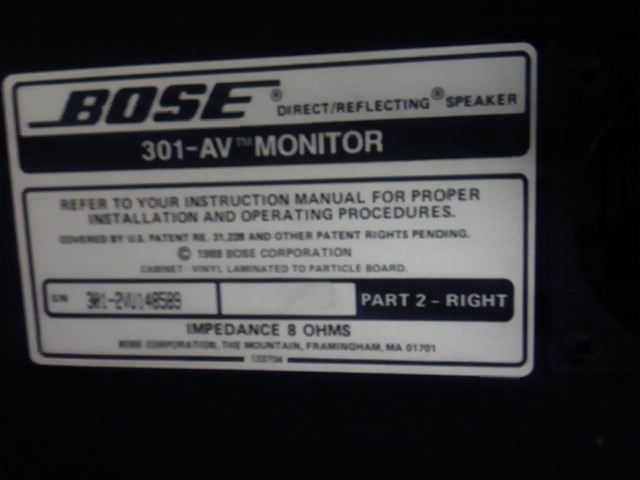 BOSE® DIRECT/REFLECTING® SPEAKER
301-AV™ MONITOR
REFER TO YOUR INSTRUCTION MANUAL FOR PROPER
INSTALLATION AND OPERATING PROCEDURES.
COVERED BY U.S. PATENT RE. 31,228 AND OTHER PATENT RIGHTS PENDING.
© 1988 BOSE CORPORATION
CABINET: VINYL LAMINATED TO PARTICLE BOARD.
S/N 301-2VU140589 PART 2 - RIGHT
IMPEDANCE 8 OHMS
BOSE CORPORATION, THE MOUNTAIN, FRAMINGHAM, MA 01701